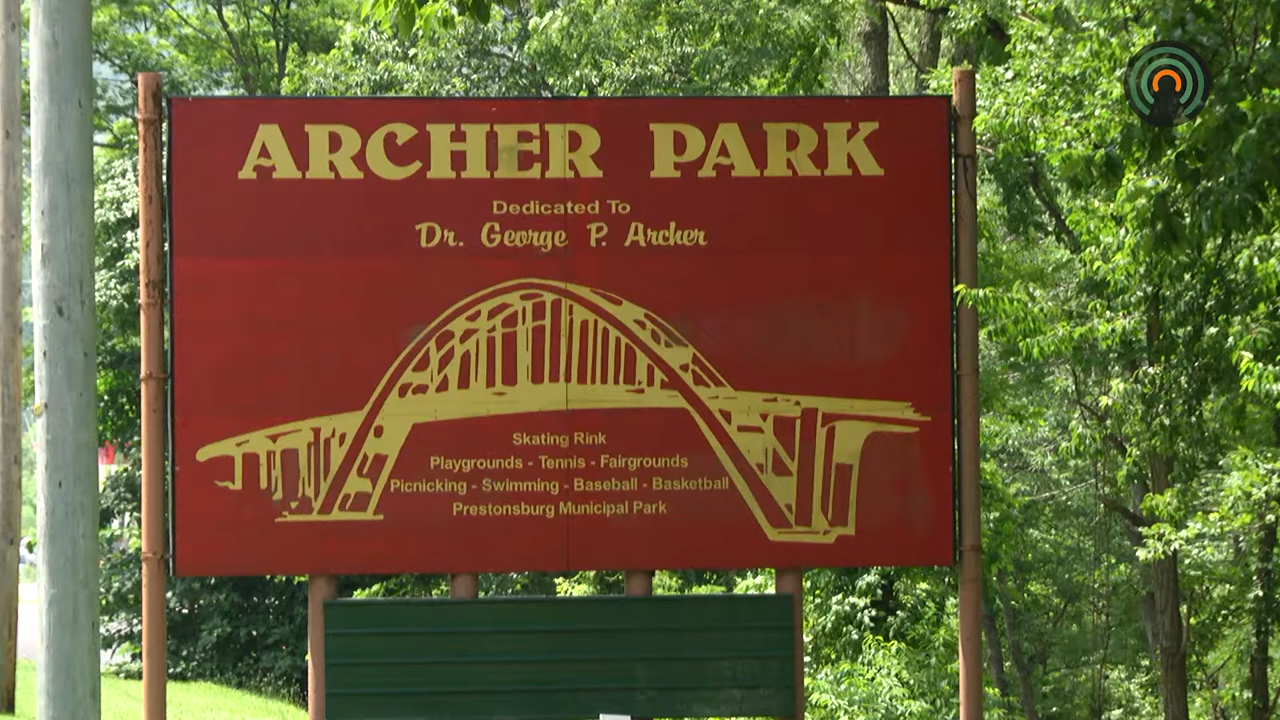 ARCHER PARK
Dedicated To
Dr. George P. Archer
Skating Rink
Playgrounds - Tennis - Fairgrounds
Picnicking - Swimming - Baseball - Basketball
Prestonsburg Municipal Park